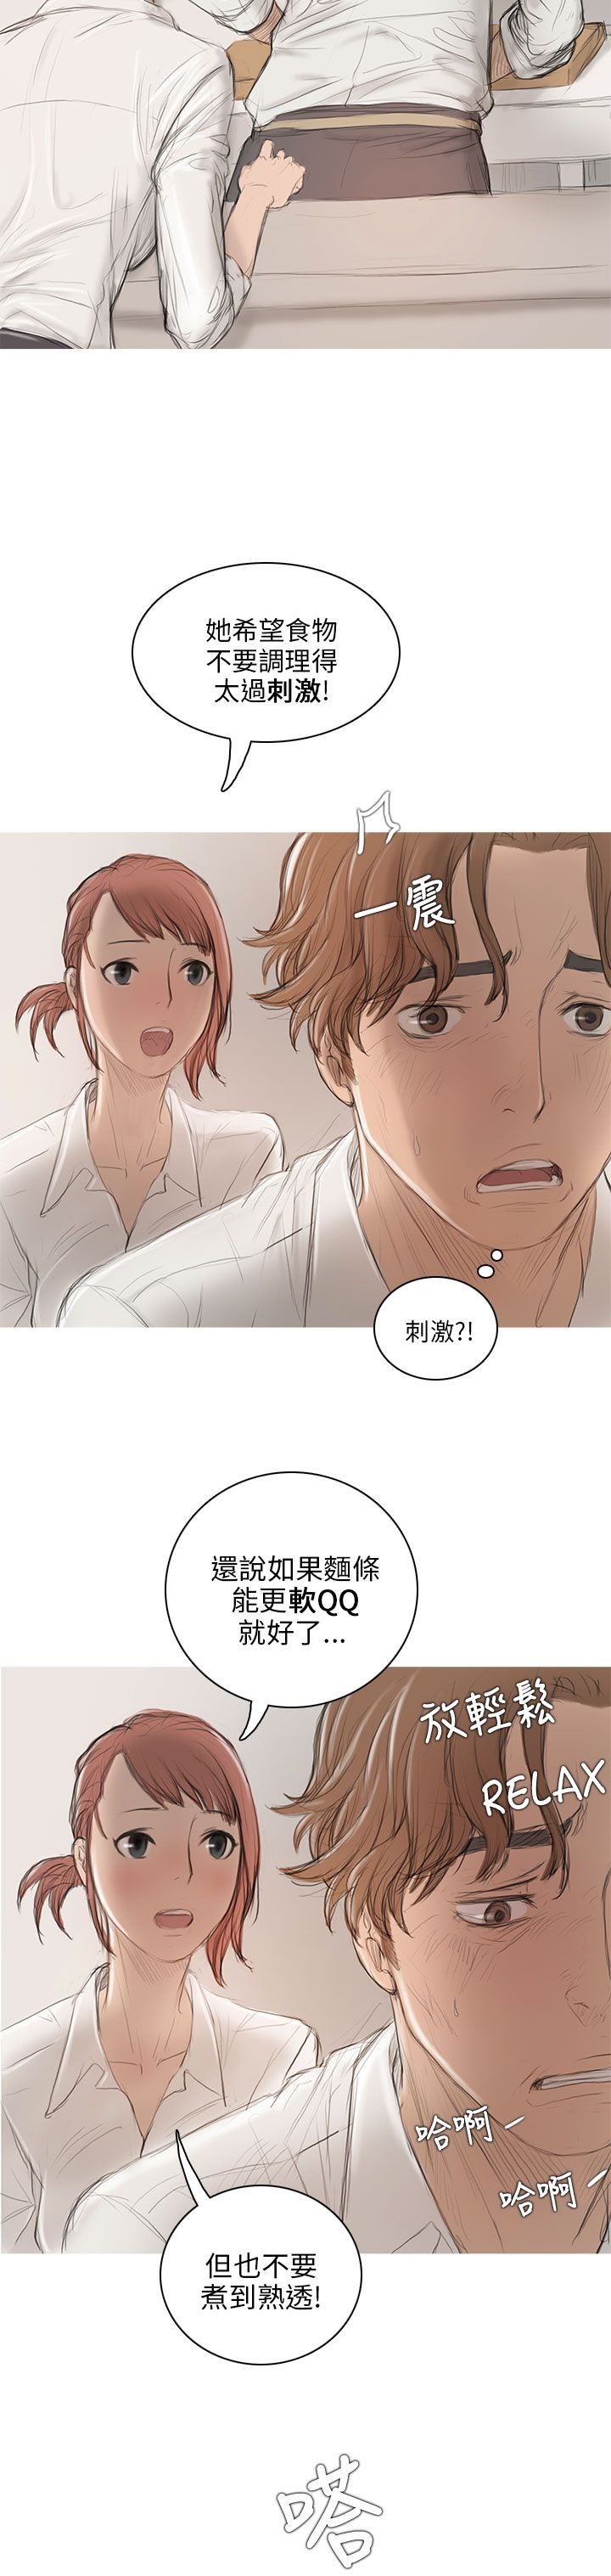 她希望食物
不要調理得
太過刺激!
一震
刺激?!
還說如果麵條
能更軟QQ
就好了...
放輕鬆
RELAX
哈啊-
哈啊-
但也不要
煮到熟透!
嗒